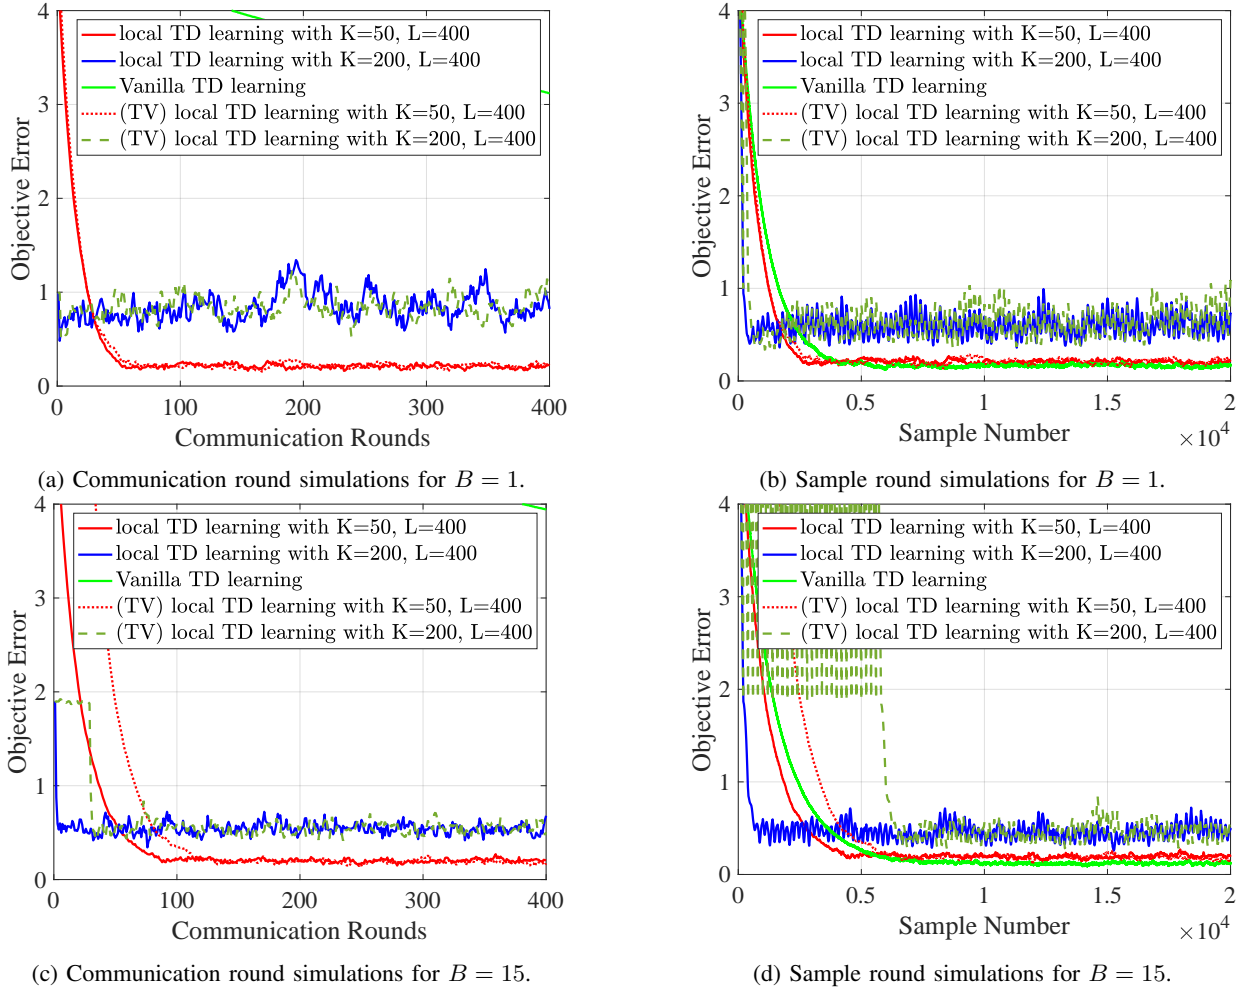 4
3
2
1
0
Objective Error
local TD learning with K=50, L=400
local TD learning with K=200, L=400
Vanilla TD learning
(TV) local TD learning with K=50, L=400
(TV) local TD learning with K=200, L=400
0 100 200 300 400
Communication Rounds
(a) Communication round simulations for B = 1.
4
3
2
1
0
Objective Error
local TD learning with K=50, L=400
local TD learning with K=200, L=400
Vanilla TD learning
(TV) local TD learning with K=50, L=400
(TV) local TD learning with K=200, L=400
0 0.5 1 1.5 2
Sample Number
×10⁴
(b) Sample round simulations for B = 1.
4
3
2
1
0
Objective Error
local TD learning with K=50, L=400
local TD learning with K=200, L=400
Vanilla TD learning
(TV) local TD learning with K=50, L=400
(TV) local TD learning with K=200, L=400
0 100 200 300 400
Communication Rounds
(c) Communication round simulations for B = 15.
4
3
2
1
0
Objective Error
local TD learning with K=50, L=400
local TD learning with K=200, L=400
Vanilla TD learning
(TV) local TD learning with K=50, L=400
(TV) local TD learning with K=200, L=400
0 0.5 1 1.5 2
Sample Number
×10⁴
(d) Sample round simulations for B = 15.